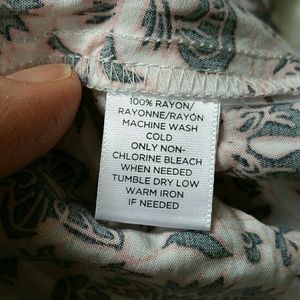 100% RAYON/
RAYONNE/RAYÓN
MACHINE WASH
COLD
ONLY NON-
CHLORINE BLEACH
WHEN NEEDED
TUMBLE DRY LOW
WARM IRON
IF NEEDED